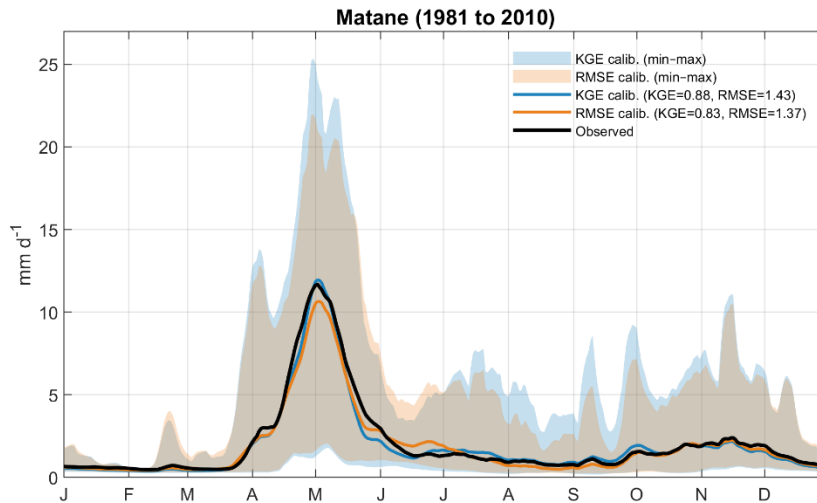 Matane (1981 to 2010)
mm d⁻¹
25
20
15
10
5
0
KGE calib. (min−max)
RMSE calib. (min−max)
KGE calib. (KGE=0.88, RMSE=1.43)
RMSE calib. (KGE=0.83, RMSE=1.37)
Observed
J F M A M J J A S O N D